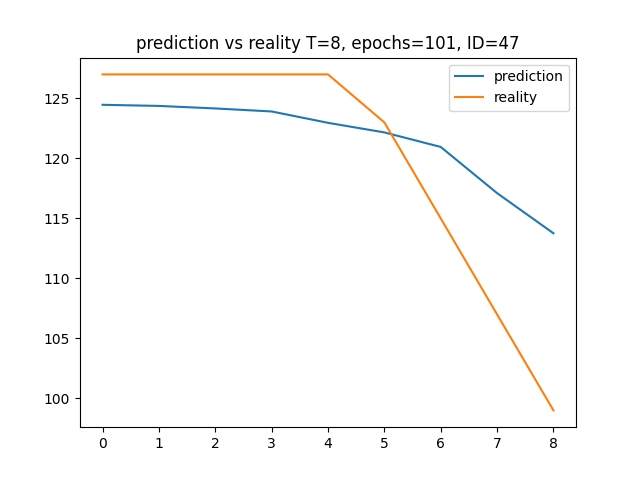 prediction vs reality T=8, epochs=101, ID=47
prediction
reality
125
120
115
110
105
100
0 1 2 3 4 5 6 7 8